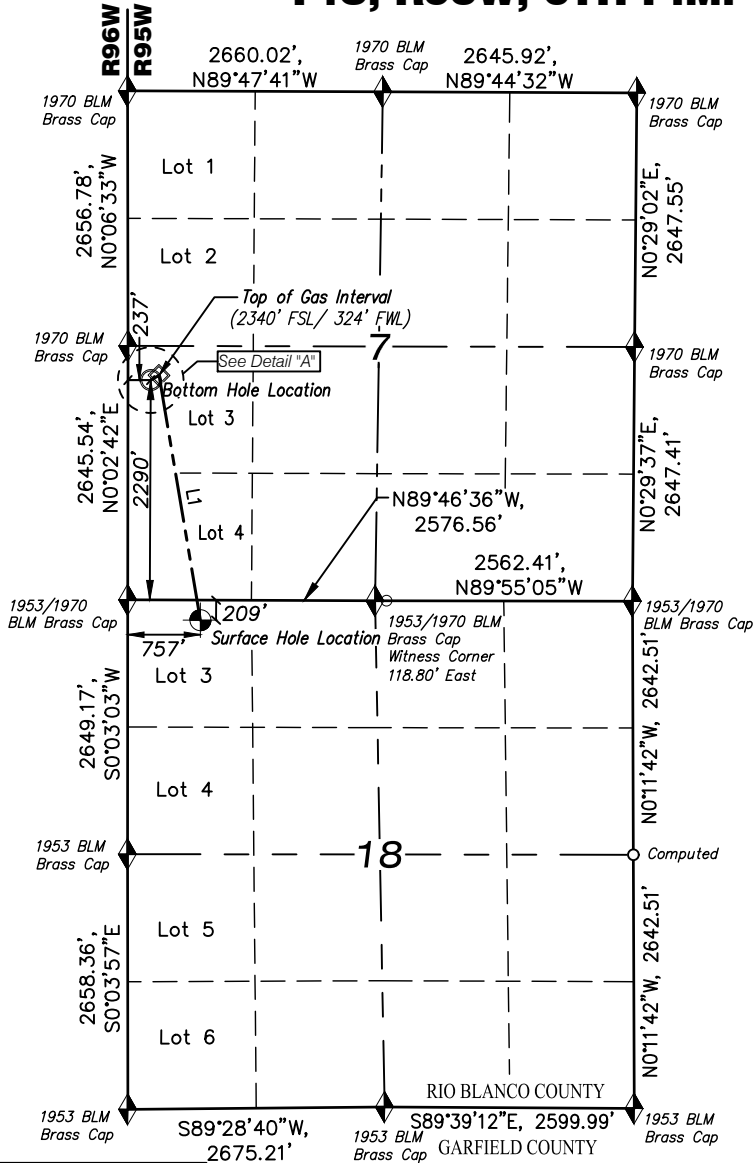 R96W
R95W
2660.02',
N89°47'41"W
1970 BLM
Brass Cap
2645.92',
N89°44'32"W
1970 BLM
Brass Cap
1970 BLM
Brass Cap
2656.78',
N0°06'33"W
Lot 1
N0°29'02"E,
2647.55'
Lot 2
237'
Top of Gas Interval
(2340' FSL/ 324' FWL)
1970 BLM
Brass Cap
7
1970 BLM
Brass Cap
See Detail "A"
Bottom Hole Location
Lot 3
2645.54'
N0°02'42"E
2290'
L1
N0°29'37"E,
2647.41'
N89°46'36"W,
2576.56'
Lot 4
2562.41',
N89°55'05"W
1953/1970
BLM Brass Cap
209'
757'
Surface Hole Location
1953/1970 BLM
Brass Cap
Witness Corner
118.80' East
1953/1970
BLM Brass Cap
Lot 3
2649.17'
S0°03'03"W
N0°11'42"W, 2642.51'
Lot 4
1953 BLM
Brass Cap
18
Computed
Lot 5
2658.36',
S0°03'57"E
N0°11'42"W, 2642.51'
Lot 6
RIO BLANCO COUNTY
1953 BLM
Brass Cap
S89°28'40"W,
2675.21'
1953 BLM
Brass Cap
S89°39'12"E, 2599.99'
GARFIELD COUNTY
1953 BLM
Brass Cap